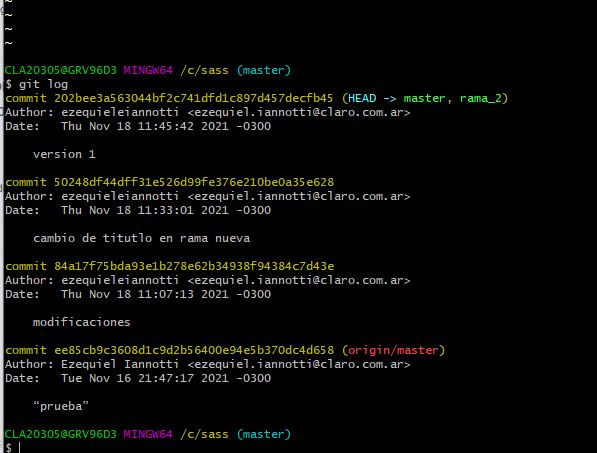 ~
~
~
~
CLA20305@GRV96D3 MINGW64 /c/sass (master)
$ git log
commit 202bee3a563044bf2c741dfd1c897d457decfb45 (HEAD -> master, rama_2)
Author: ezequieleiannotti <ezequiel.iannotti@claro.com.ar>
Date:   Thu Nov 18 11:45:42 2021 -0300
version 1
commit 50248df44dff31e526d99fe376e210be0a35e628
Author: ezequieleiannotti <ezequiel.iannotti@claro.com.ar>
Date:   Thu Nov 18 11:33:01 2021 -0300
cambio de titutlo en rama nueva
commit 84a17f75bda93e1b278e62b34938f94384c7d43e
Author: ezequieleiannotti <ezequiel.iannotti@claro.com.ar>
Date:   Thu Nov 18 11:07:13 2021 -0300
modificaciones
commit ee85cb9c3608d1c9d2b56400e94e5b370dc4d658 (origin/master)
Author: Ezequiel Iannotti <ezequiel.iannotti@claro.com.ar>
Date:   Tue Nov 16 21:47:17 2021 -0300
“prueba”
CLA20305@GRV96D3 MINGW64 /c/sass (master)
$